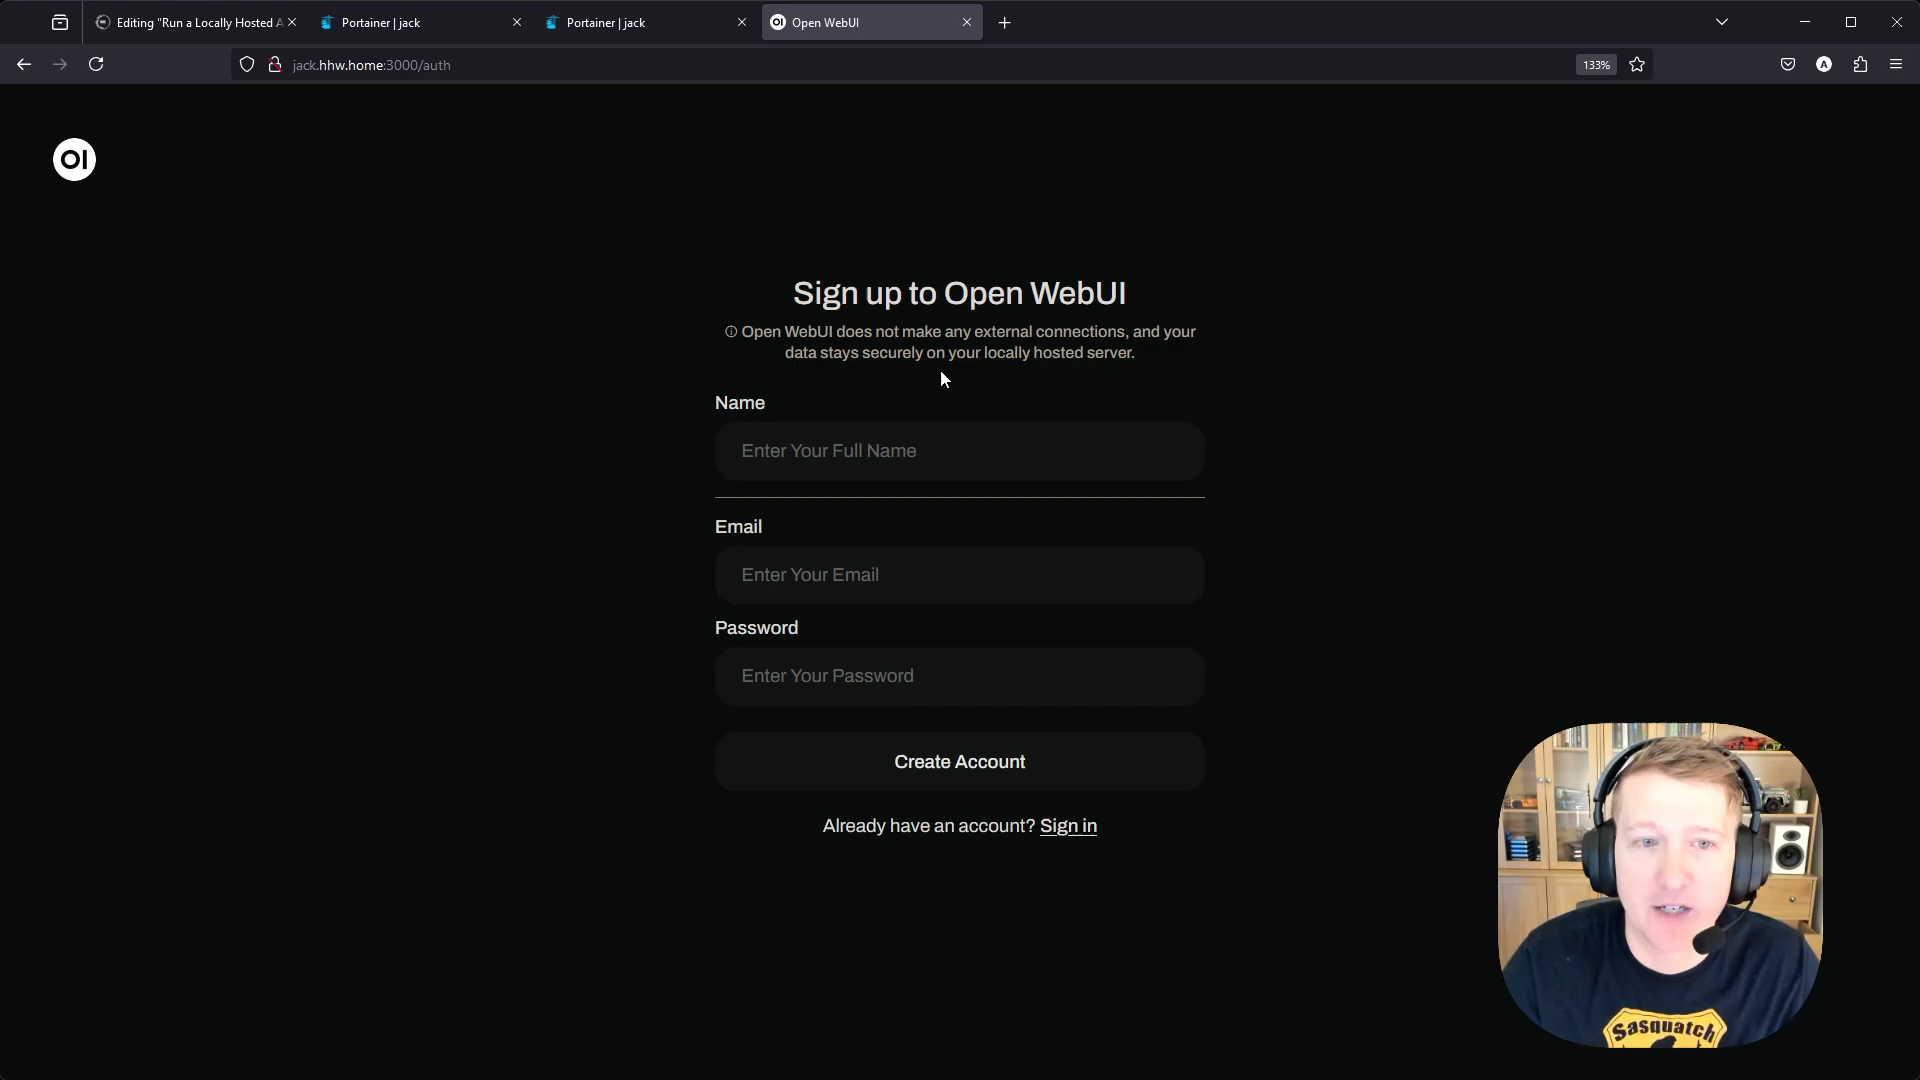 Editing "Run a Locally Hosted A
Portainer | jack
Portainer | jack
OI
Open WebUI
jack.hhw.home:3000/auth
133%
A
OI
Sign up to Open WebUI
Open WebUI does not make any external connections, and your
data stays securely on your locally hosted server.
Name
Enter Your Full Name
Email
Enter Your Email
Password
Enter Your Password
Create Account
Already have an account? Sign in
Sasquatch